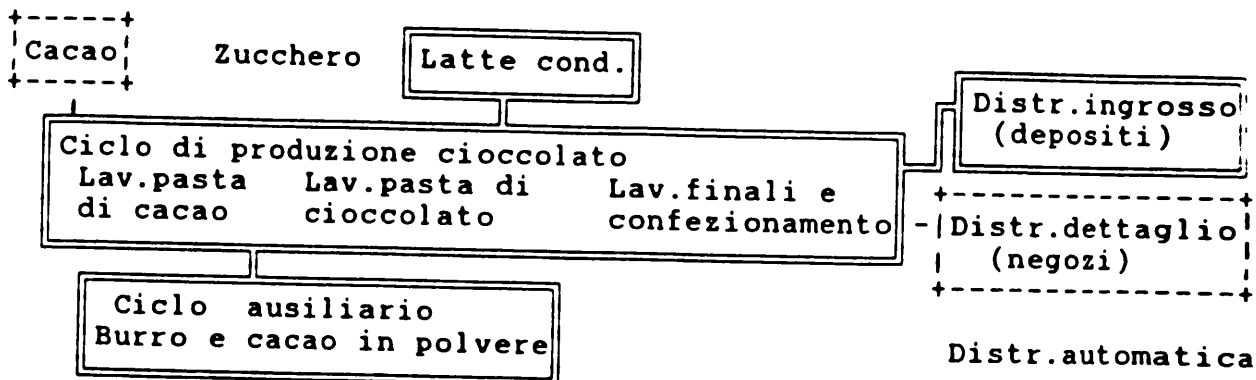 Cacao
Zucchero
Latte cond.
Distr.ingrosso
(depositi)
Ciclo di produzione cioccolato
Lav.pasta di cacao
Lav.pasta di cioccolato
Lav.finali e confezionamento
Distr.dettaglio
(negozi)
Ciclo ausiliario
Burro e cacao in polvere
Distr.automatica